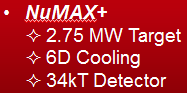 • NuMAX+
✧ 2.75 MW Target
✧ 6D Cooling
✧ 34kT Detector